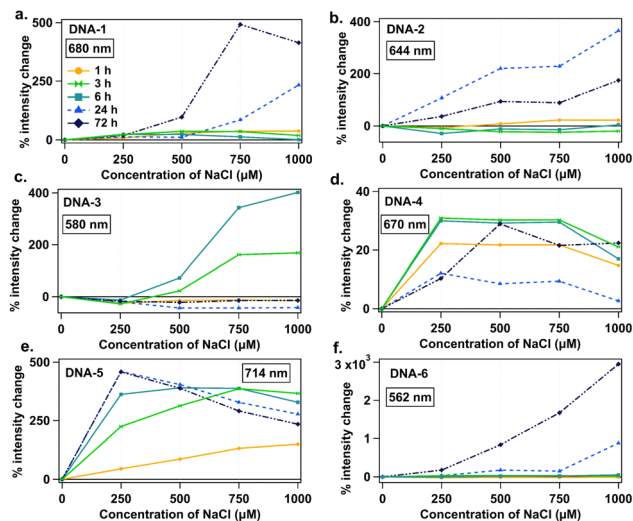 a.
DNA-1
680 nm
1 h
3 h
6 h
24 h
72 h
% intensity change
500
250
0
0 250 500 750 1000
Concentration of NaCl (µM)
b.
DNA-2
644 nm
% intensity change
400
200
0
0 250 500 750 1000
Concentration of NaCl (µM)
c.
DNA-3
580 nm
% intensity change
400
200
0
0 250 500 750 1000
Concentration of NaCl (µM)
d.
DNA-4
670 nm
% intensity change
40
20
0
0 250 500 750 1000
Concentration of NaCl (µM)
e.
DNA-5
714 nm
% intensity change
500
250
0
0 250 500 750 1000
Concentration of NaCl (µM)
f.
DNA-6
562 nm
% intensity change
3 x10³
2
1
0
0 250 500 750 1000
Concentration of NaCl (µM)